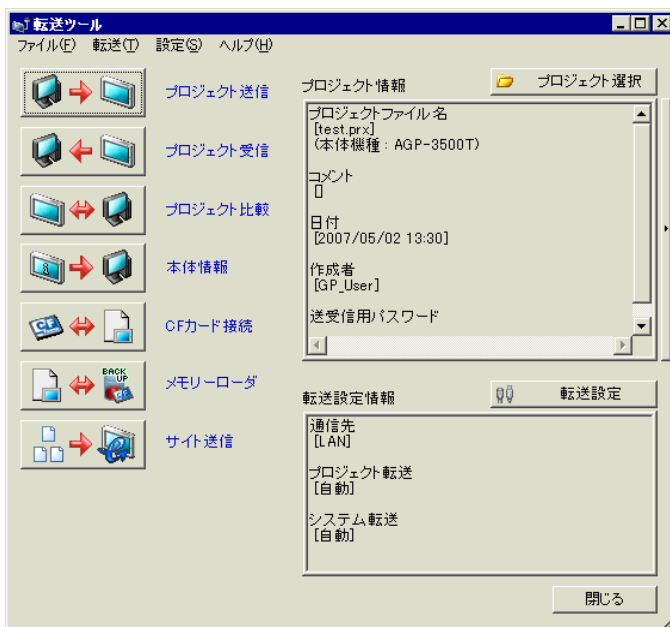 転送ツール
ファイル(F) 転送(T) 設定(S) ヘルプ(H)
プロジェクト送信
プロジェクト受信
プロジェクト比較
本体情報
CF
CFカード接続
BACK
UP
メモリーローダ
サイト送信
プロジェクト情報
プロジェクト選択
プロジェクトファイル名
[test.prx]
(本体機種：AGP-3500T)
コメント
[]
日付
[2007/05/02 13:30]
作成者
[GP_User]
送受信用パスワード
転送設定情報
転送設定
通信先
[LAN]
プロジェクト転送
[自動]
システム転送
[自動]
閉じる